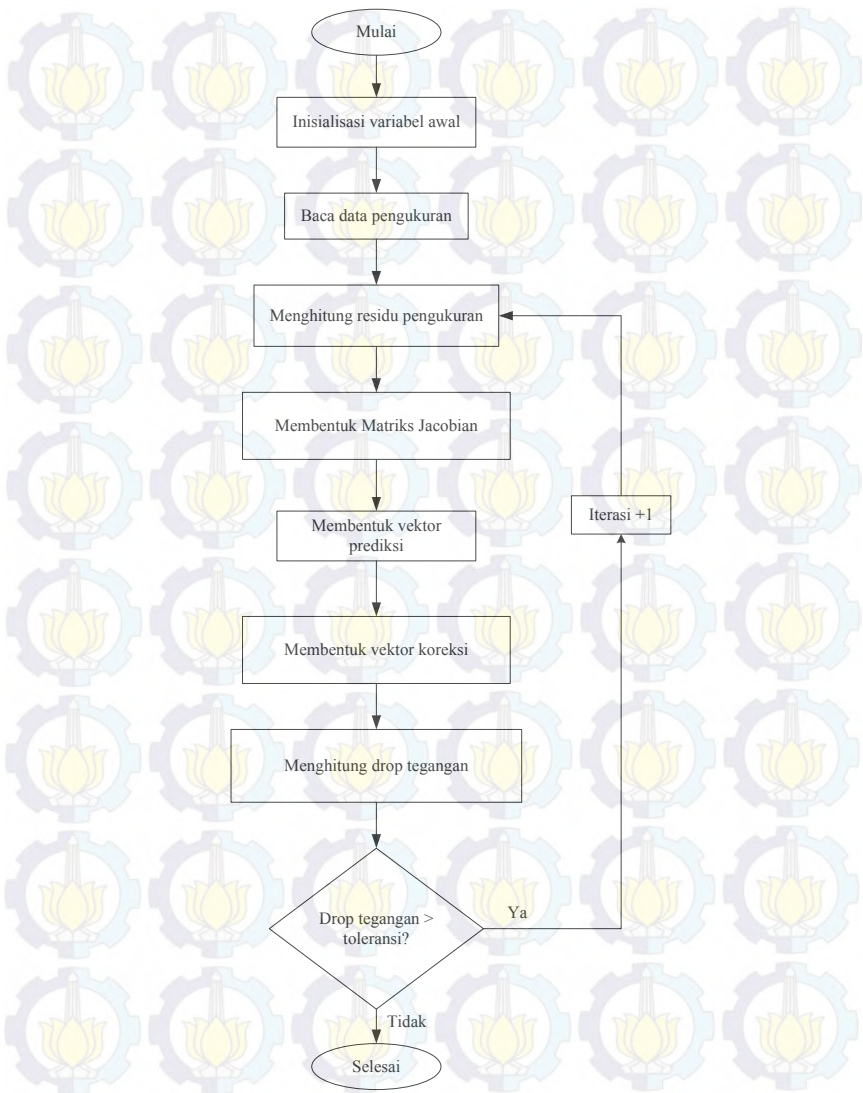 Mulai
Inisialisasi variabel awal
Baca data pengukuran
Menghitung residu pengukuran
Membentuk Matriks Jacobian
Membentuk vektor
prediksi
Iterasi +1
Membentuk vektor koreksi
Menghitung drop tegangan
Drop tegangan >
toleransi?
Ya
Tidak
Selesai